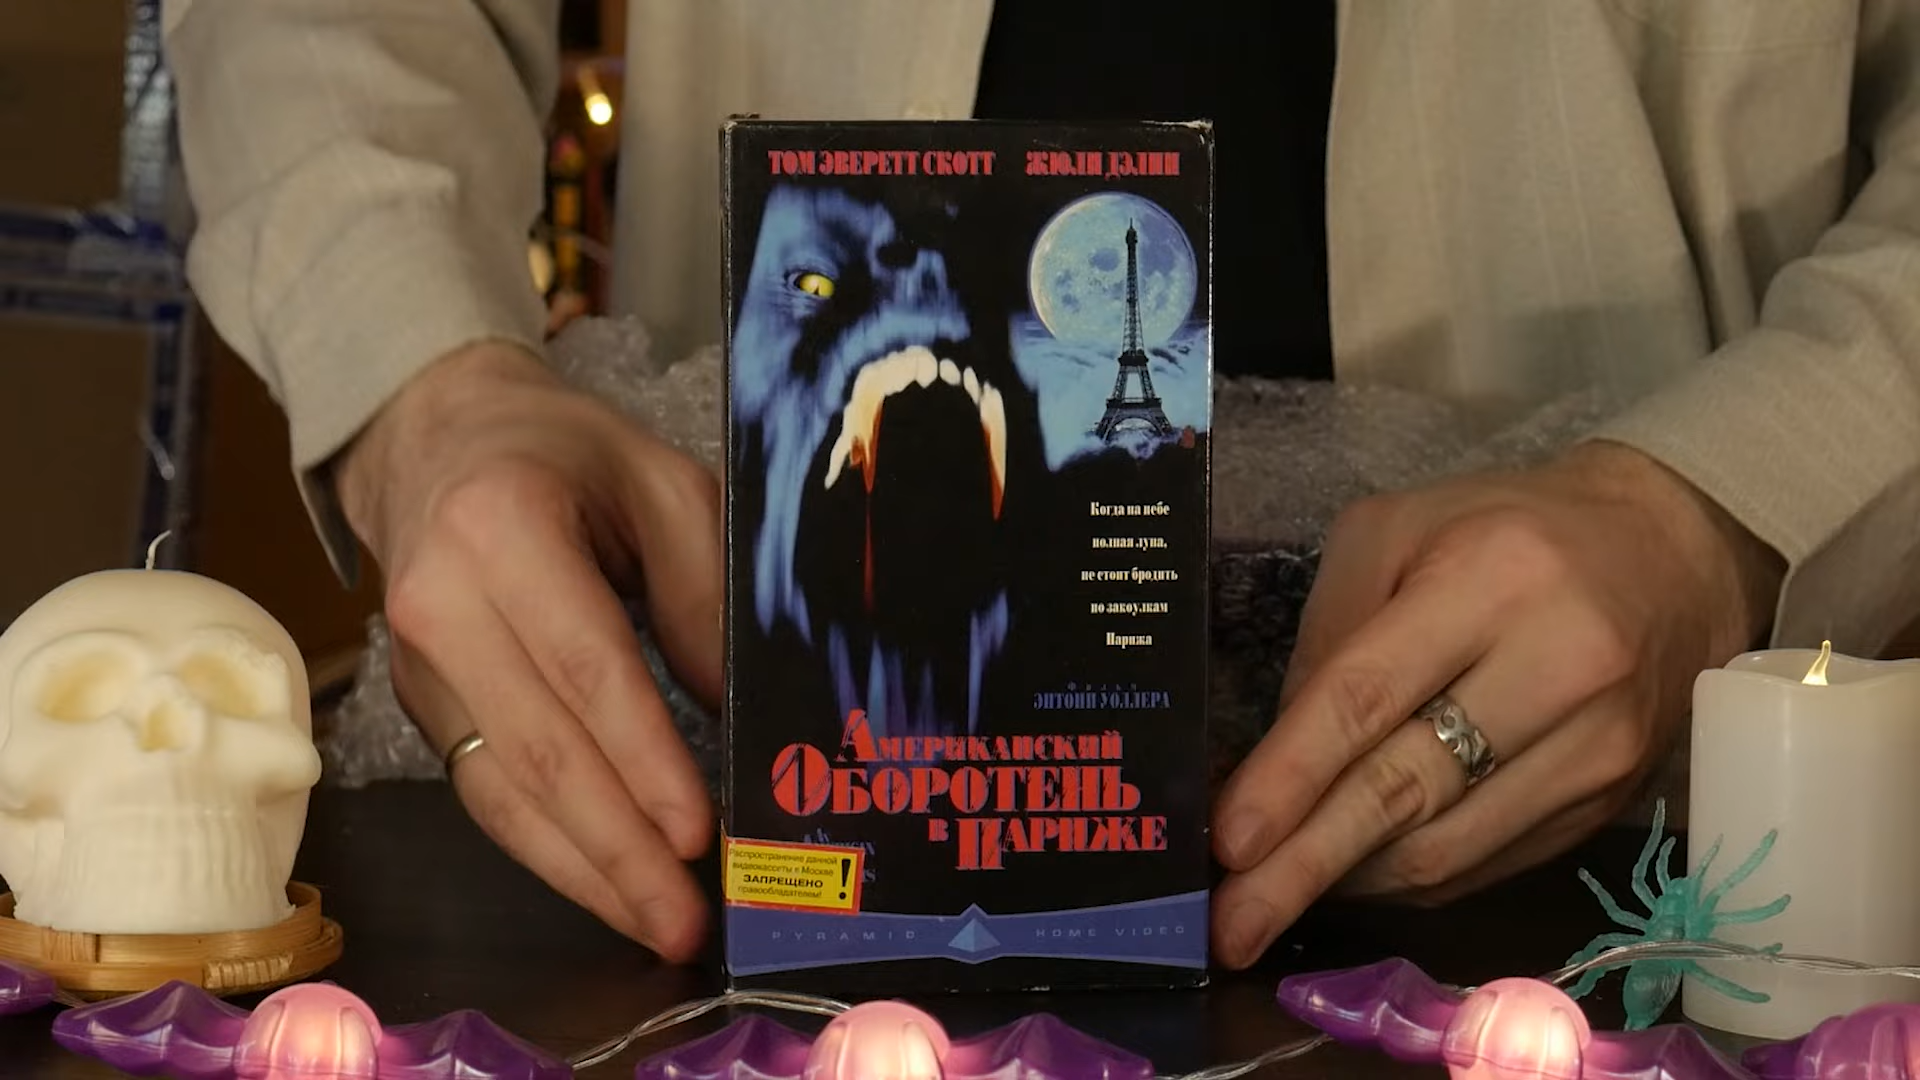 ТОМ ЭВЕРЕТТ СКОТТ ЖЮЛИ ДЭЛПИ
Когда на небе
полная луна,
не стоит бродить
по закоулкам
Парижа
Фильм
ЭНТОНИ УОЛЛЕРА
АМЕРИКАНСКИЙ
ОБОРОТЕНЬ
В ПАРИЖЕ
Распространение данной
видеокассеты в Москве
ЗАПРЕЩЕНО
правообладателем!
!
PYRAMID HOME VIDEO